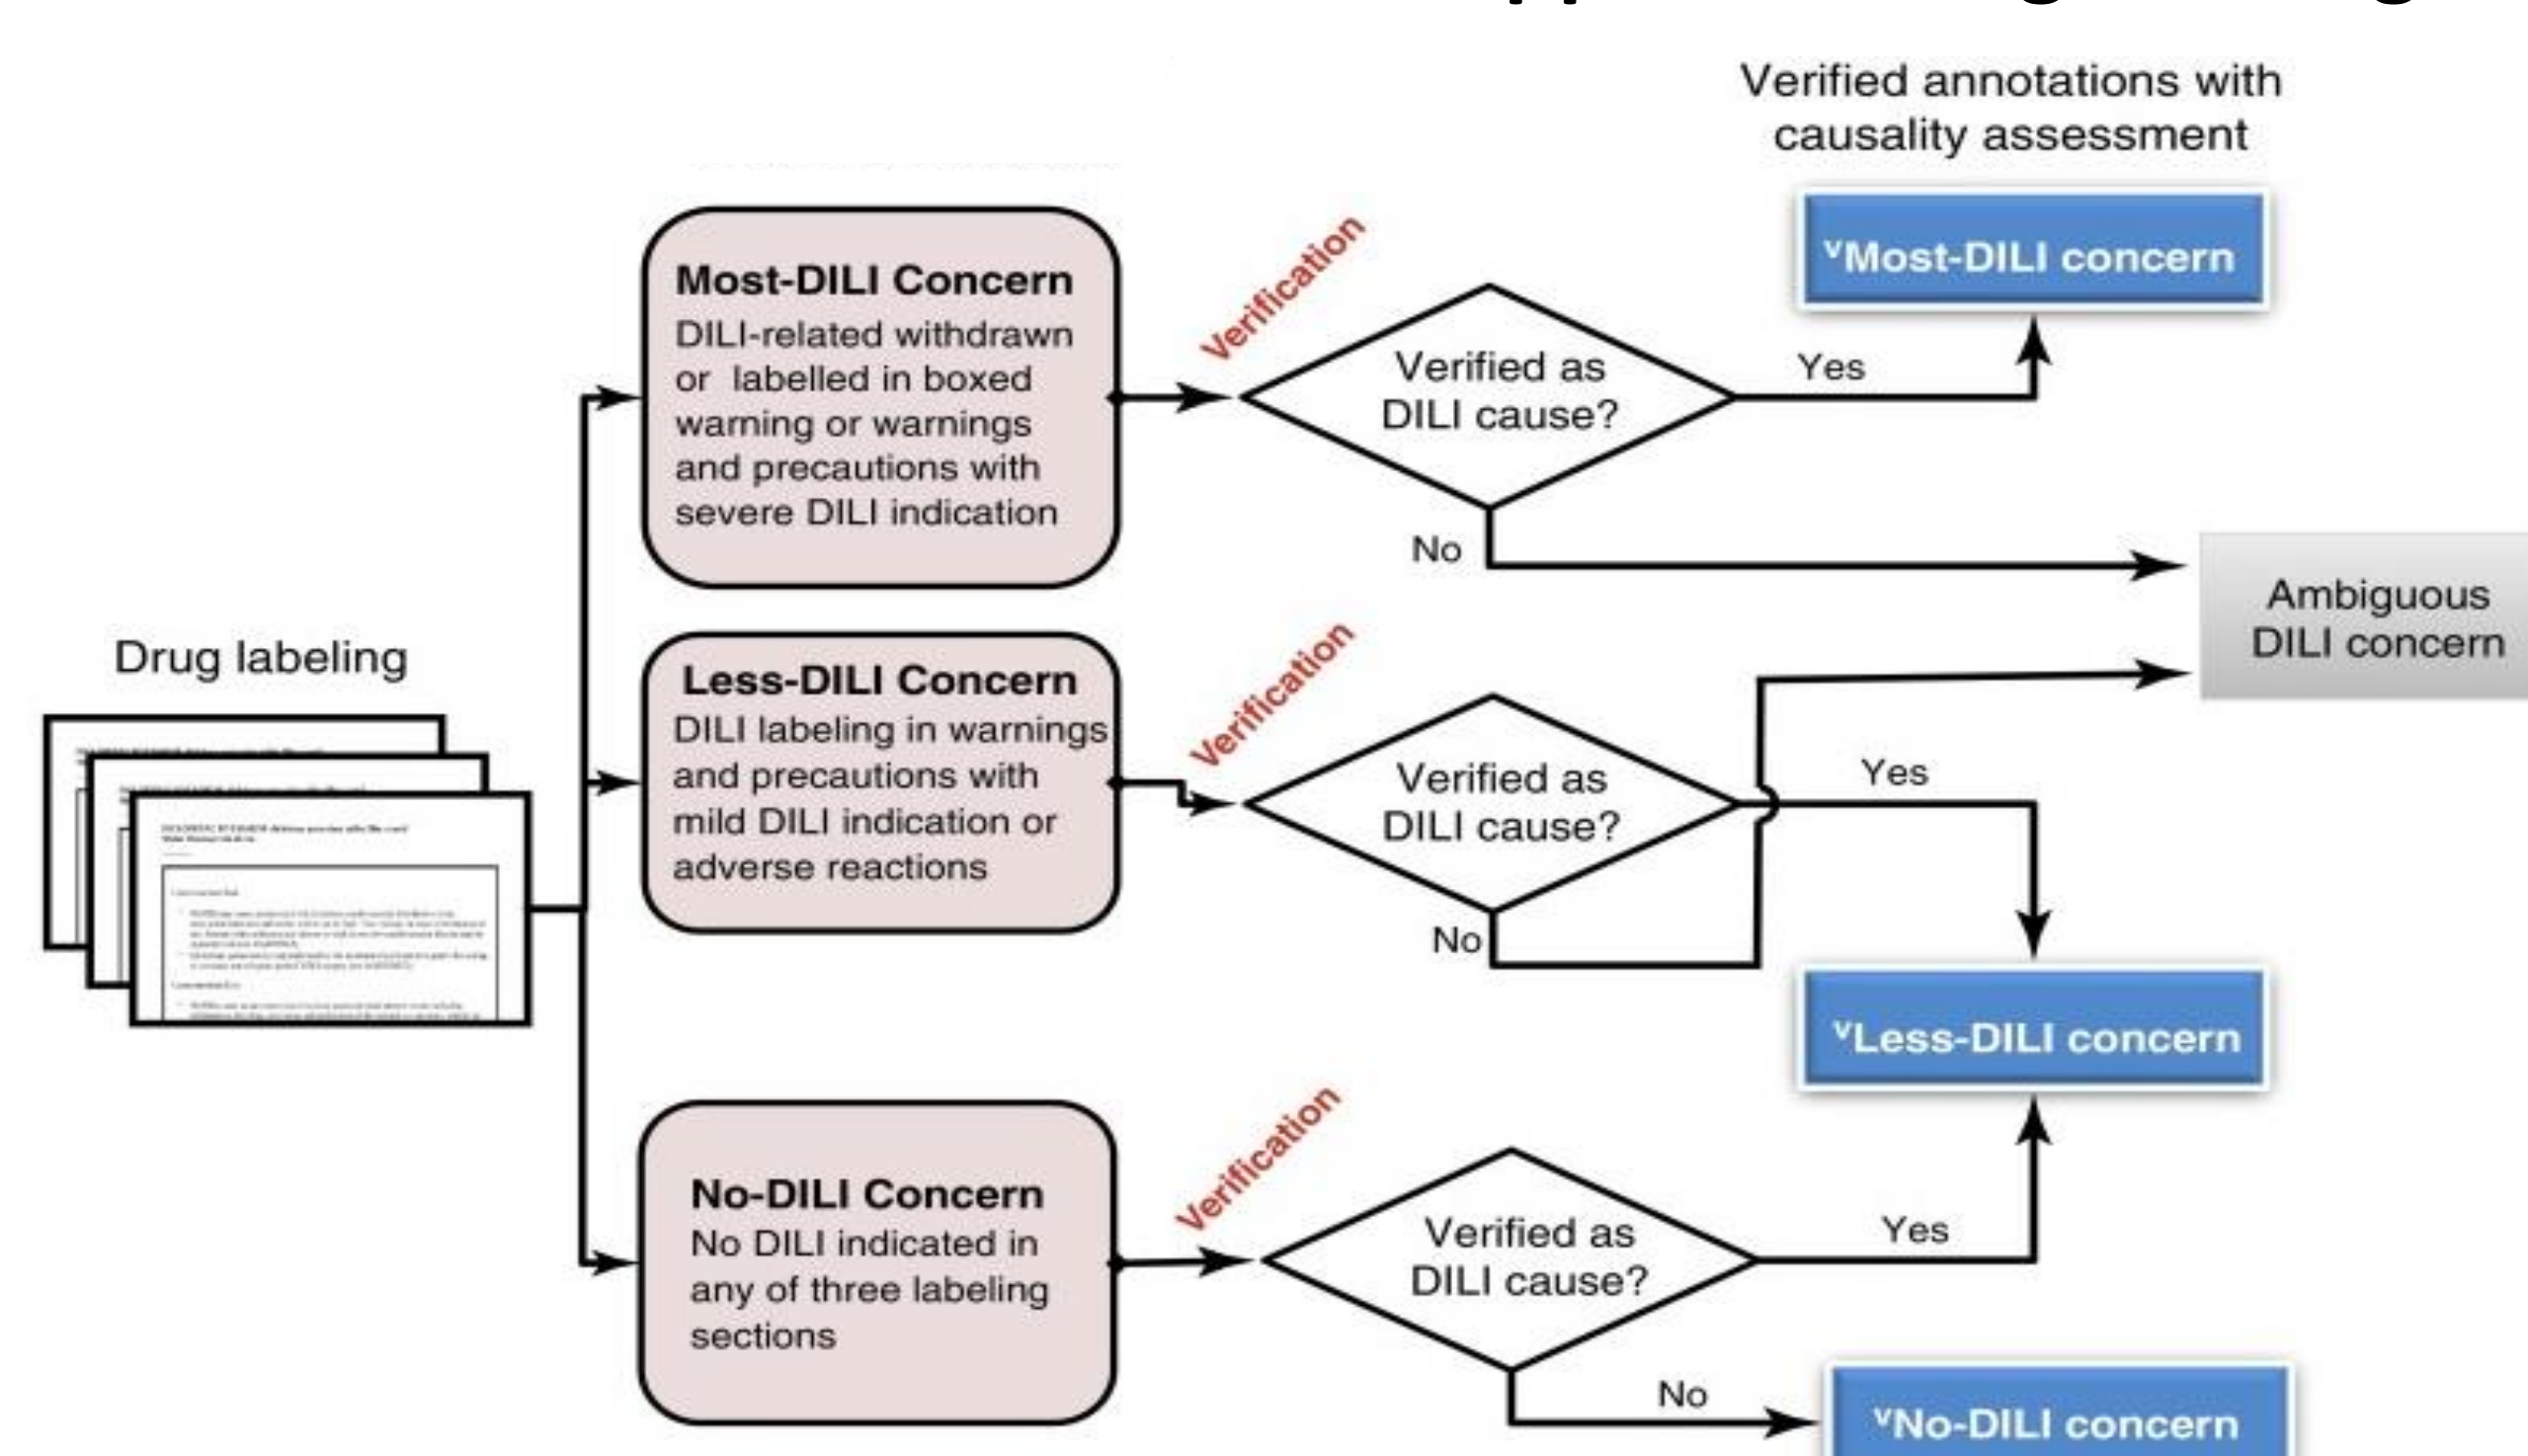 Verified annotations with
causality assessment
vMost-DILI concern
Most-DILI Concern
DILI-related withdrawn
or labelled in boxed
warning or warnings
and precautions with
severe DILI indication
Verification
Verified as
DILI cause?
Yes
No
Ambiguous
DILI concern
Drug labeling
Less-DILI Concern
DILI labeling in warnings
and precautions with
mild DILI indication or
adverse reactions
Verification
Verified as
DILI cause?
Yes
No
vLess-DILI concern
No-DILI Concern
No DILI indicated in
any of three labeling
sections
Verification
Verified as
DILI cause?
Yes
No
vNo-DILI concern